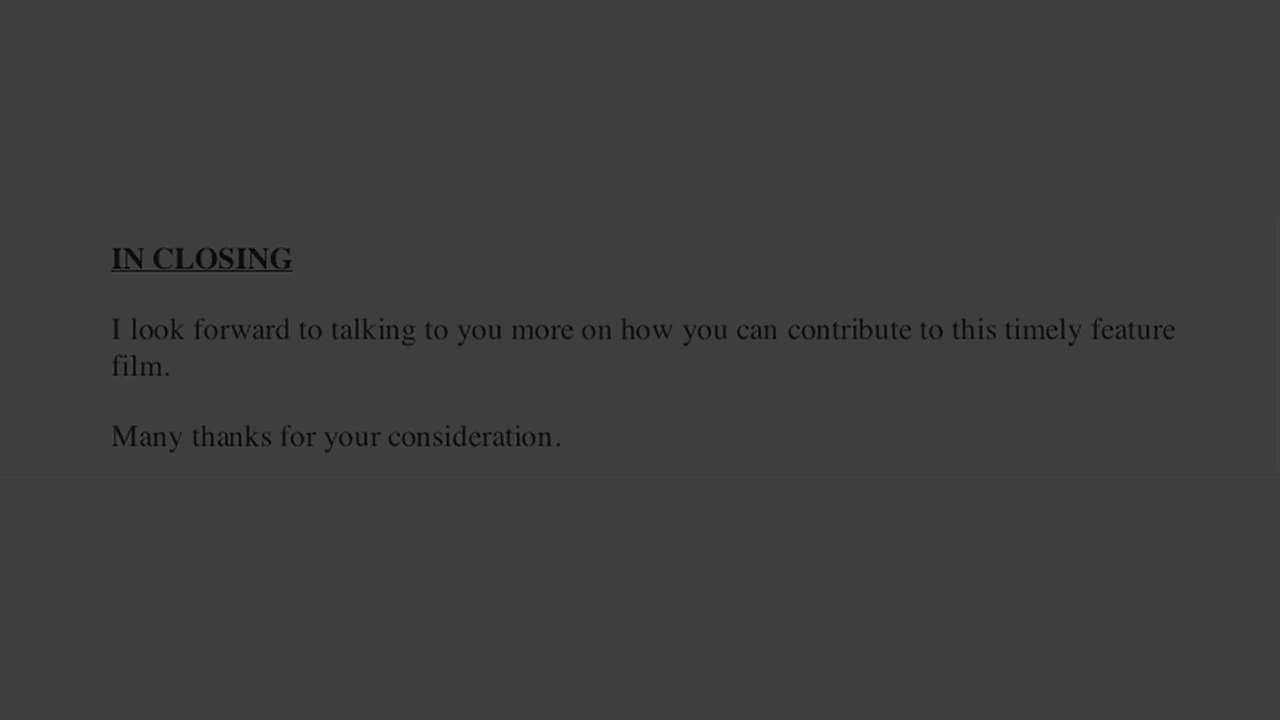 IN CLOSING
I look forward to talking to you more on how you can contribute to this timely feature
film.
Many thanks for your consideration.